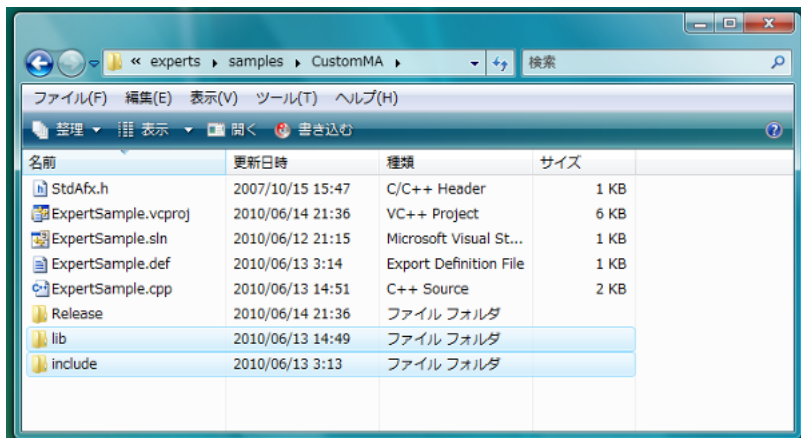 « experts ▸ samples ▸ CustomMA ▸ 検索
ファイル(F) 編集(E) 表示(V) ツール(T) ヘルプ(H)
整理 表示 開く 書き込む
名前 更新日時 種類 サイズ
StdAfx.h 2007/10/15 15:47 C/C++ Header 1 KB
ExpertSample.vcproj 2010/06/14 21:36 VC++ Project 6 KB
ExpertSample.sln 2010/06/12 21:15 Microsoft Visual St... 1 KB
ExpertSample.def 2010/06/13 3:14 Export Definition File 1 KB
ExpertSample.cpp 2010/06/13 14:51 C++ Source 2 KB
Release 2010/06/14 21:36 ファイル フォルダ
lib 2010/06/13 14:49 ファイル フォルダ
include 2010/06/13 3:13 ファイル フォルダ